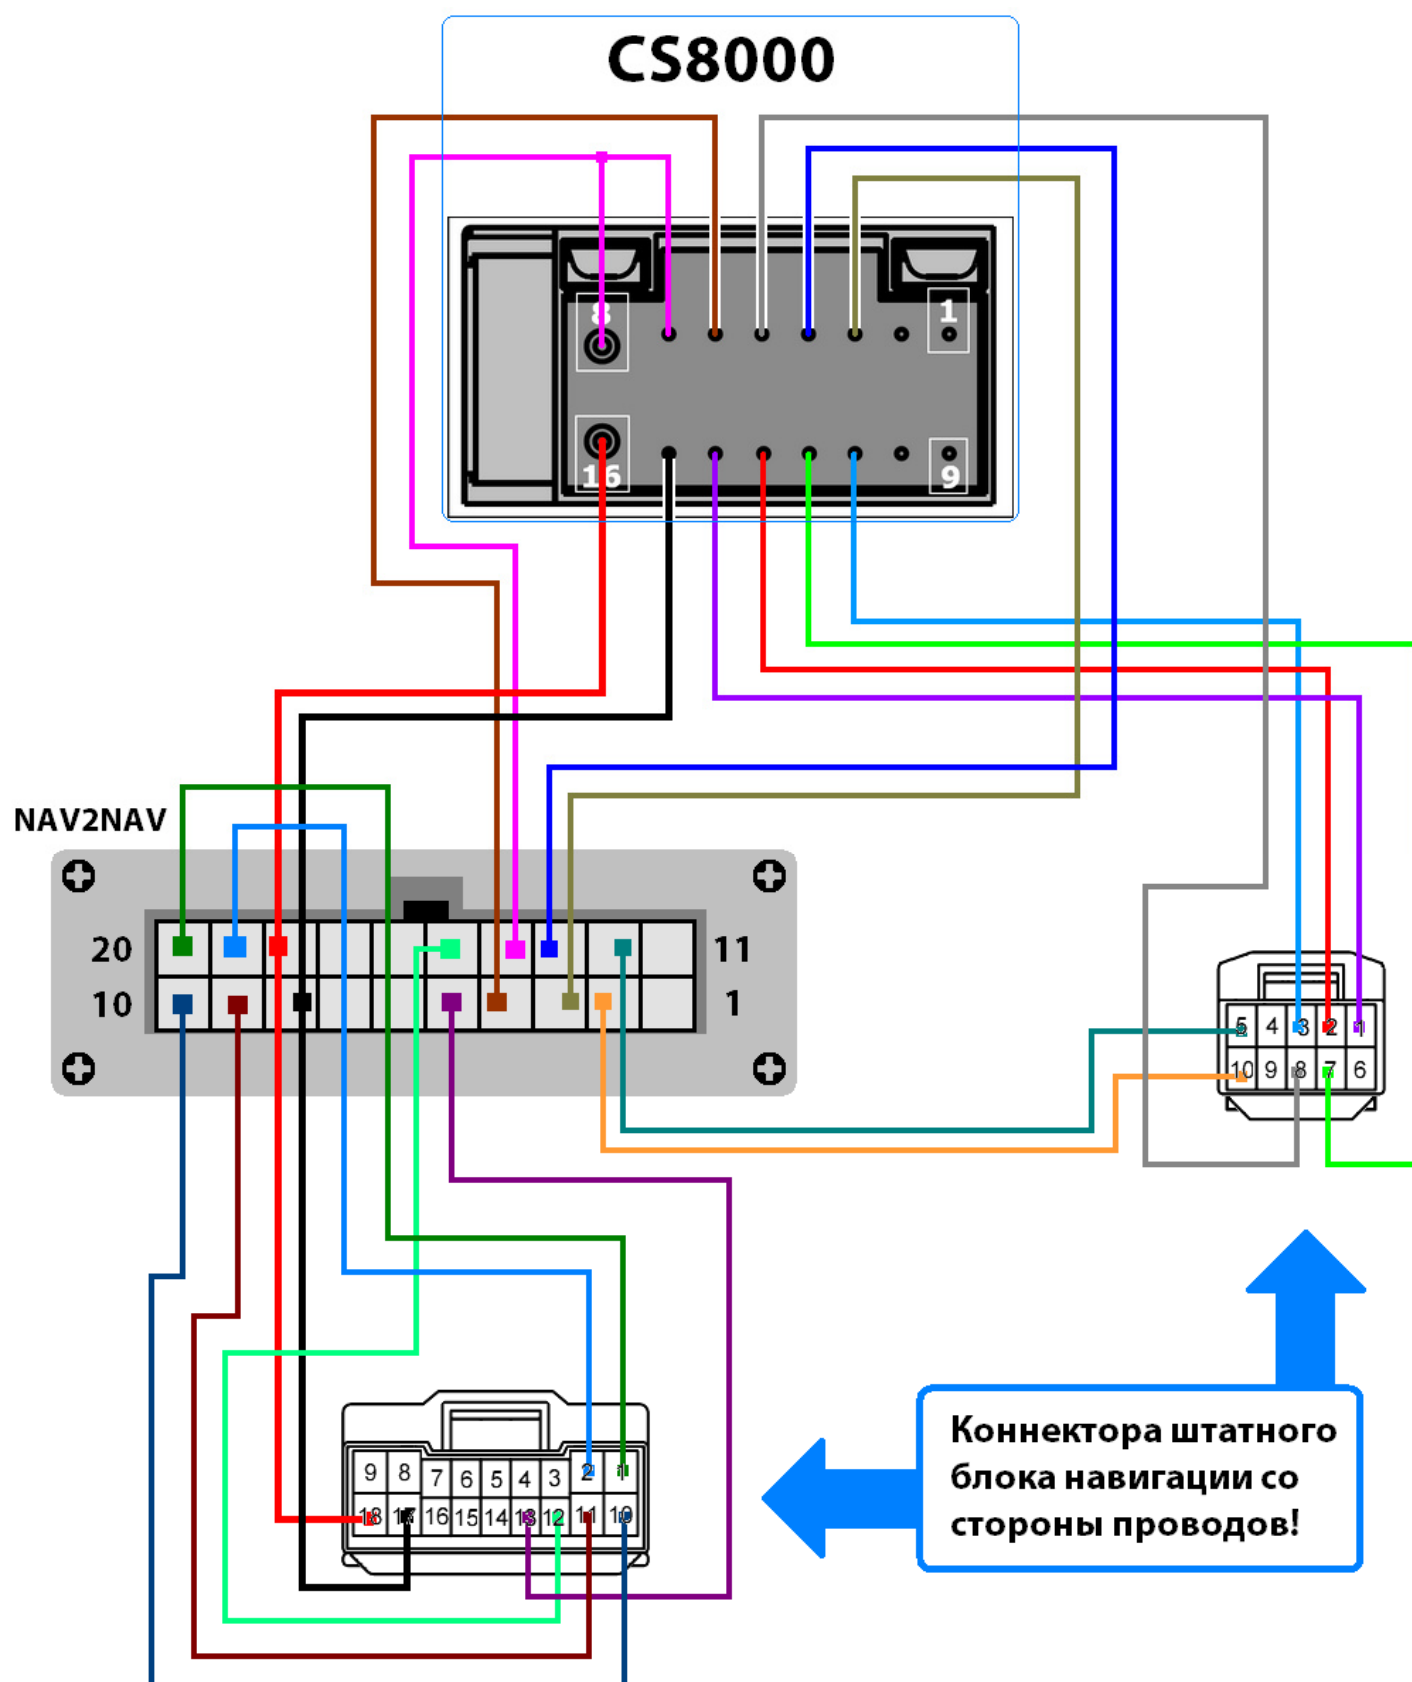 CS8000
8
1
16
9
NAV2NAV
20
11
10
1
5 4 3 2 1
10 9 8 7 6
Коннектора штатного
блока навигации со
стороны проводов!
9 8 7 6 5 4 3 2 1
18 17 16 15 14 13 12 11 10